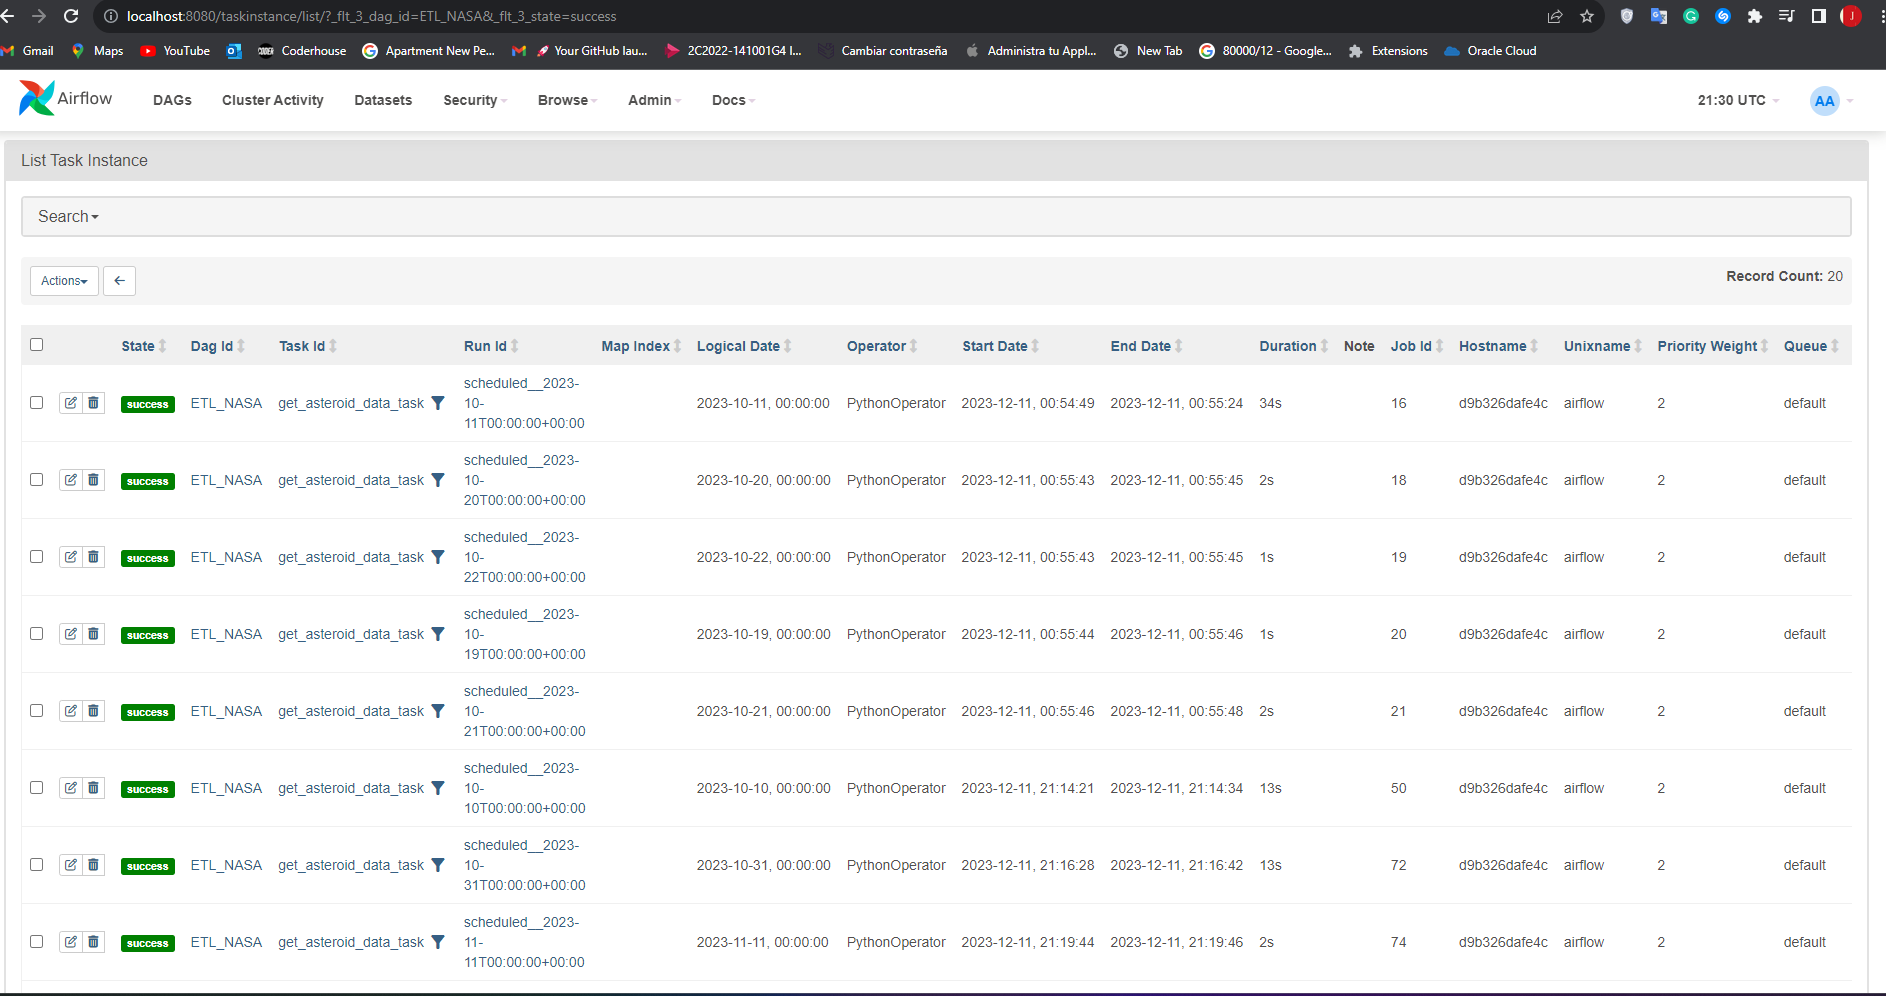 localhost:8080/taskinstance/list/?_flt_3_dag_id=ETL_NASA&_flt_3_state=success
J
Gmail Maps YouTube Coderhouse Apartment New Pe... Your GitHub lau... 2C2022-141001G4 I... Cambiar contraseña Administra tu Appl... New Tab 80000/12 - Google... Extensions Oracle Cloud
Airflow DAGs Cluster Activity Datasets Security Browse Admin Docs 21:30 UTC AA
List Task Instance
Search
Actions Record Count: 20
State Dag Id Task Id Run Id Map Index Logical Date Operator Start Date End Date Duration Note Job Id Hostname Unixname Priority Weight Queue
scheduled__2023-
success ETL_NASA get_asteroid_data_task 10- 2023-10-11, 00:00:00 PythonOperator 2023-12-11, 00:54:49 2023-12-11, 00:55:24 34s 16 d9b326dafe4c airflow 2 default
11T00:00:00+00:00
scheduled__2023-
success ETL_NASA get_asteroid_data_task 10- 2023-10-20, 00:00:00 PythonOperator 2023-12-11, 00:55:43 2023-12-11, 00:55:45 2s 18 d9b326dafe4c airflow 2 default
20T00:00:00+00:00
scheduled__2023-
success ETL_NASA get_asteroid_data_task 10- 2023-10-22, 00:00:00 PythonOperator 2023-12-11, 00:55:43 2023-12-11, 00:55:45 1s 19 d9b326dafe4c airflow 2 default
22T00:00:00+00:00
scheduled__2023-
success ETL_NASA get_asteroid_data_task 10- 2023-10-19, 00:00:00 PythonOperator 2023-12-11, 00:55:44 2023-12-11, 00:55:46 1s 20 d9b326dafe4c airflow 2 default
19T00:00:00+00:00
scheduled__2023-
success ETL_NASA get_asteroid_data_task 10- 2023-10-21, 00:00:00 PythonOperator 2023-12-11, 00:55:46 2023-12-11, 00:55:48 2s 21 d9b326dafe4c airflow 2 default
21T00:00:00+00:00
scheduled__2023-
success ETL_NASA get_asteroid_data_task 10- 2023-10-10, 00:00:00 PythonOperator 2023-12-11, 21:14:21 2023-12-11, 21:14:34 13s 50 d9b326dafe4c airflow 2 default
10T00:00:00+00:00
scheduled__2023-
success ETL_NASA get_asteroid_data_task 10- 2023-10-31, 00:00:00 PythonOperator 2023-12-11, 21:16:28 2023-12-11, 21:16:42 13s 72 d9b326dafe4c airflow 2 default
31T00:00:00+00:00
scheduled__2023-
success ETL_NASA get_asteroid_data_task 11- 2023-11-11, 00:00:00 PythonOperator 2023-12-11, 21:19:44 2023-12-11, 21:19:46 2s 74 d9b326dafe4c airflow 2 default
11T00:00:00+00:00